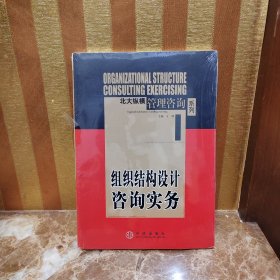 ORGANIZATIONAL STRUCTURE
CONSULTING EXERCISING
北大纵横管理咨询系列
组织结构设计
咨询实务